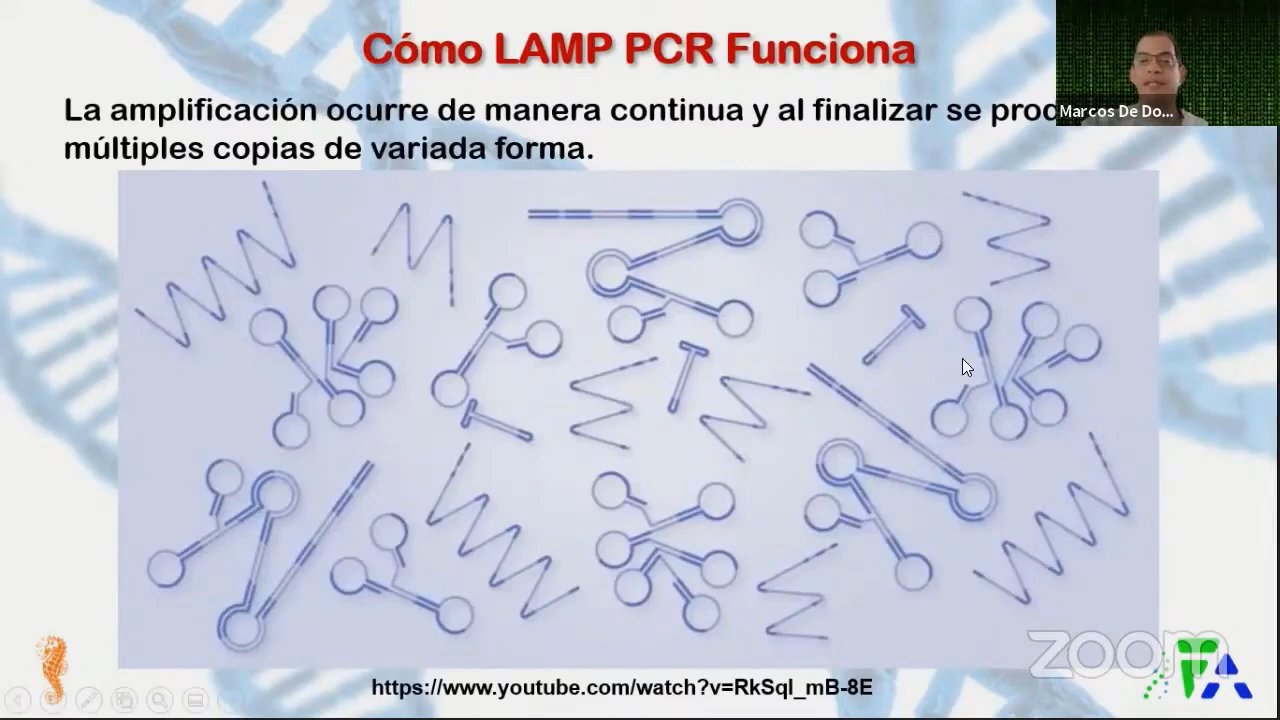 Cómo LAMP PCR Funciona
La amplificación ocurre de manera continua y al finalizar se
múltiples copias de variada forma.
Marcos De Do...
zoom
https://www.youtube.com/watch?v=RkSqI_mB-8E